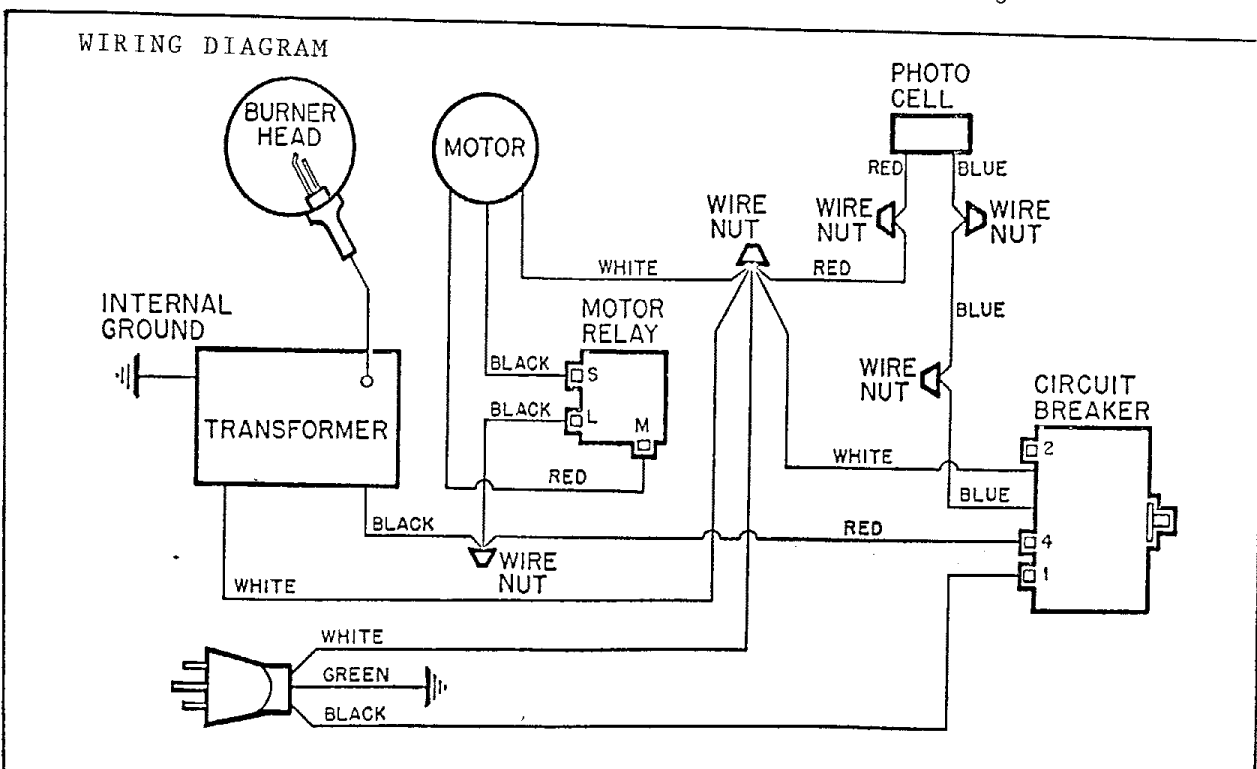 WIRING DIAGRAM
BURNER
HEAD
MOTOR
PHOTO
CELL
RED
BLUE
WIRE
NUT
WIRE
NUT
WIRE
NUT
WHITE
RED
INTERNAL
GROUND
MOTOR
RELAY
BLUE
BLACK
S
WIRE
NUT
CIRCUIT
BREAKER
BLACK
L
M
TRANSFORMER
2
WHITE
RED
BLUE
BLACK
RED
4
WIRE
NUT
1
WHITE
WHITE
GREEN
BLACK